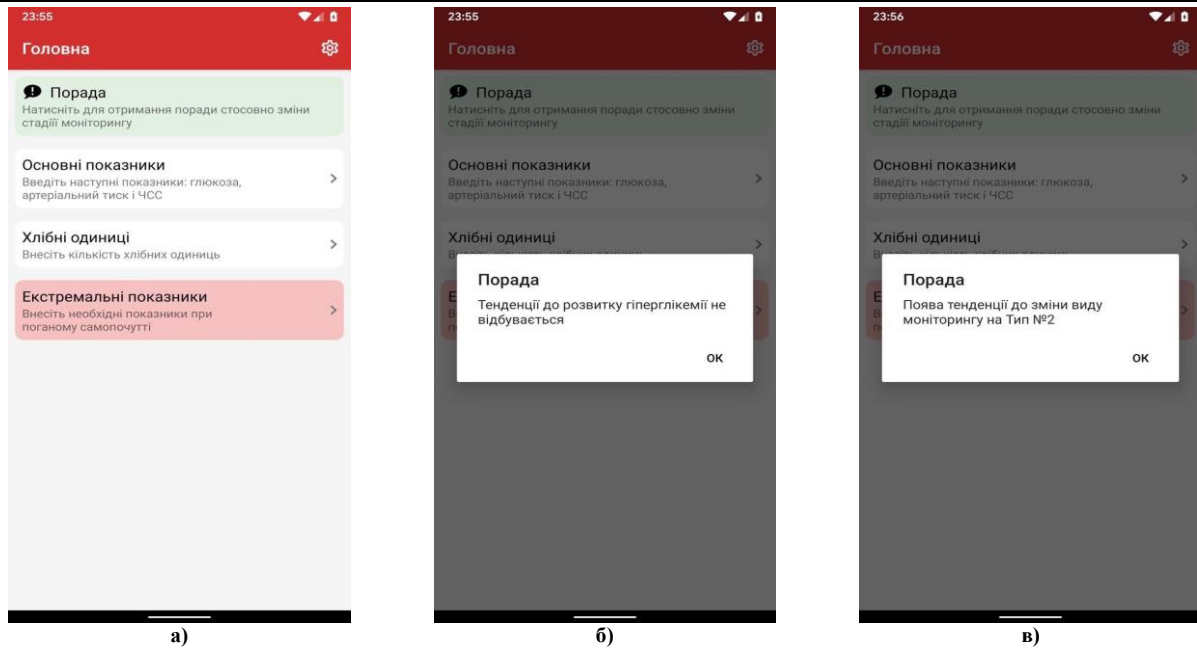 23:55
Головна
Порада
Натисніть для отримання поради стосовно зміни
стадіїї моніторингу
Основні показники
Введіть наступні показники: глюкоза,
артеріальний тиск і ЧСС
Хлібні одиниці
Внесіть кількість хлібних одиниць
Екстремальні показники
Внесіть необхідні показники при
поганому самопочутті
а)
23:55
Головна
Порада
Натисніть для отримання поради стосовно зміни
стадіїї моніторингу
Основні показники
Введіть наступні показники: глюкоза,
артеріальний тиск і ЧСС
Хлібні одиниці
Порада
Тенденції до розвитку гіперглікемії не
відбувається
ОК
б)
23:56
Головна
Порада
Натисніть для отримання поради стосовно зміни
стадіїї моніторингу
Основні показники
Введіть наступні показники: глюкоза,
артеріальний тиск і ЧСС
Хлібні одиниці
Порада
Поява тенденції до зміни виду
моніторингу на Тип №2
ОК
в)